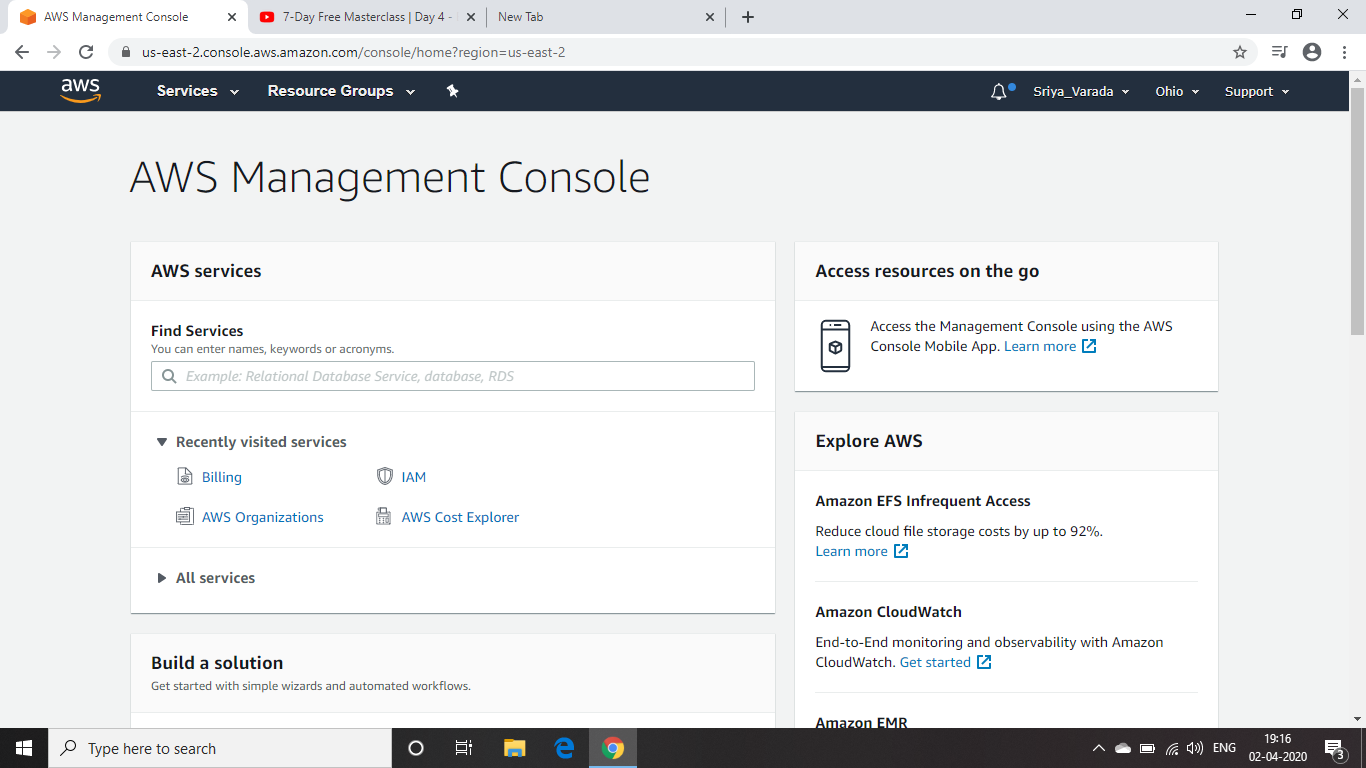 AWS Management Console
7-Day Free Masterclass | Day 4 -
New Tab
us-east-2.console.aws.amazon.com/console/home?region=us-east-2
aws
Services
Resource Groups
Sriya_Varada
Ohio
Support
AWS Management Console
AWS services
Find Services
You can enter names, keywords or acronyms.
Example: Relational Database Service, database, RDS
Recently visited services
Billing
IAM
AWS Organizations
AWS Cost Explorer
All services
Build a solution
Get started with simple wizards and automated workflows.
Access resources on the go
Access the Management Console using the AWS
Console Mobile App. Learn more
Explore AWS
Amazon EFS Infrequent Access
Reduce cloud file storage costs by up to 92%.
Learn more
Amazon CloudWatch
End-to-End monitoring and observability with Amazon
CloudWatch. Get started
Amazon EMR
Type here to search
ENG
19:16
02-04-2020
3